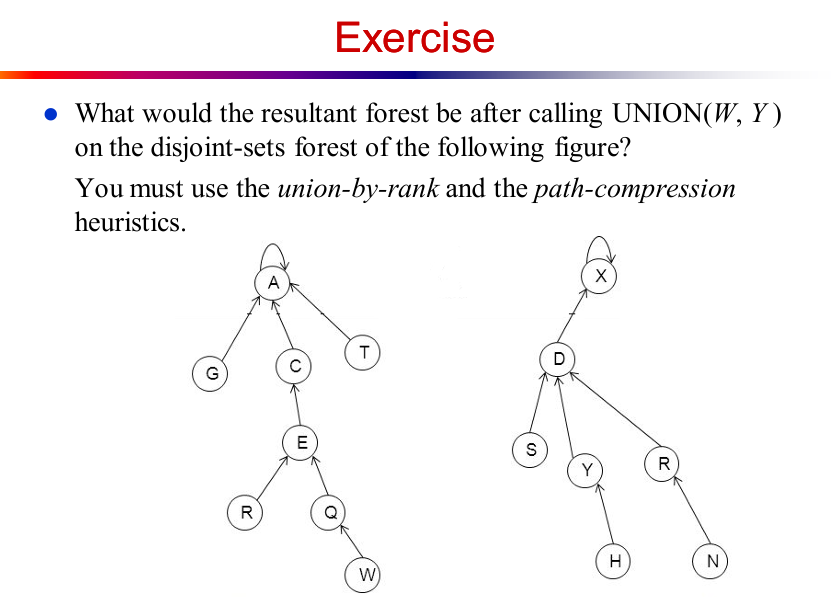 Exercise
What would the resultant forest be after calling UNION(W, Y )
on the disjoint-sets forest of the following figure?
You must use the union-by-rank and the path-compression
heuristics.
A
X
G
C
T
D
E
S
Y
R
R
Q
W
H
N